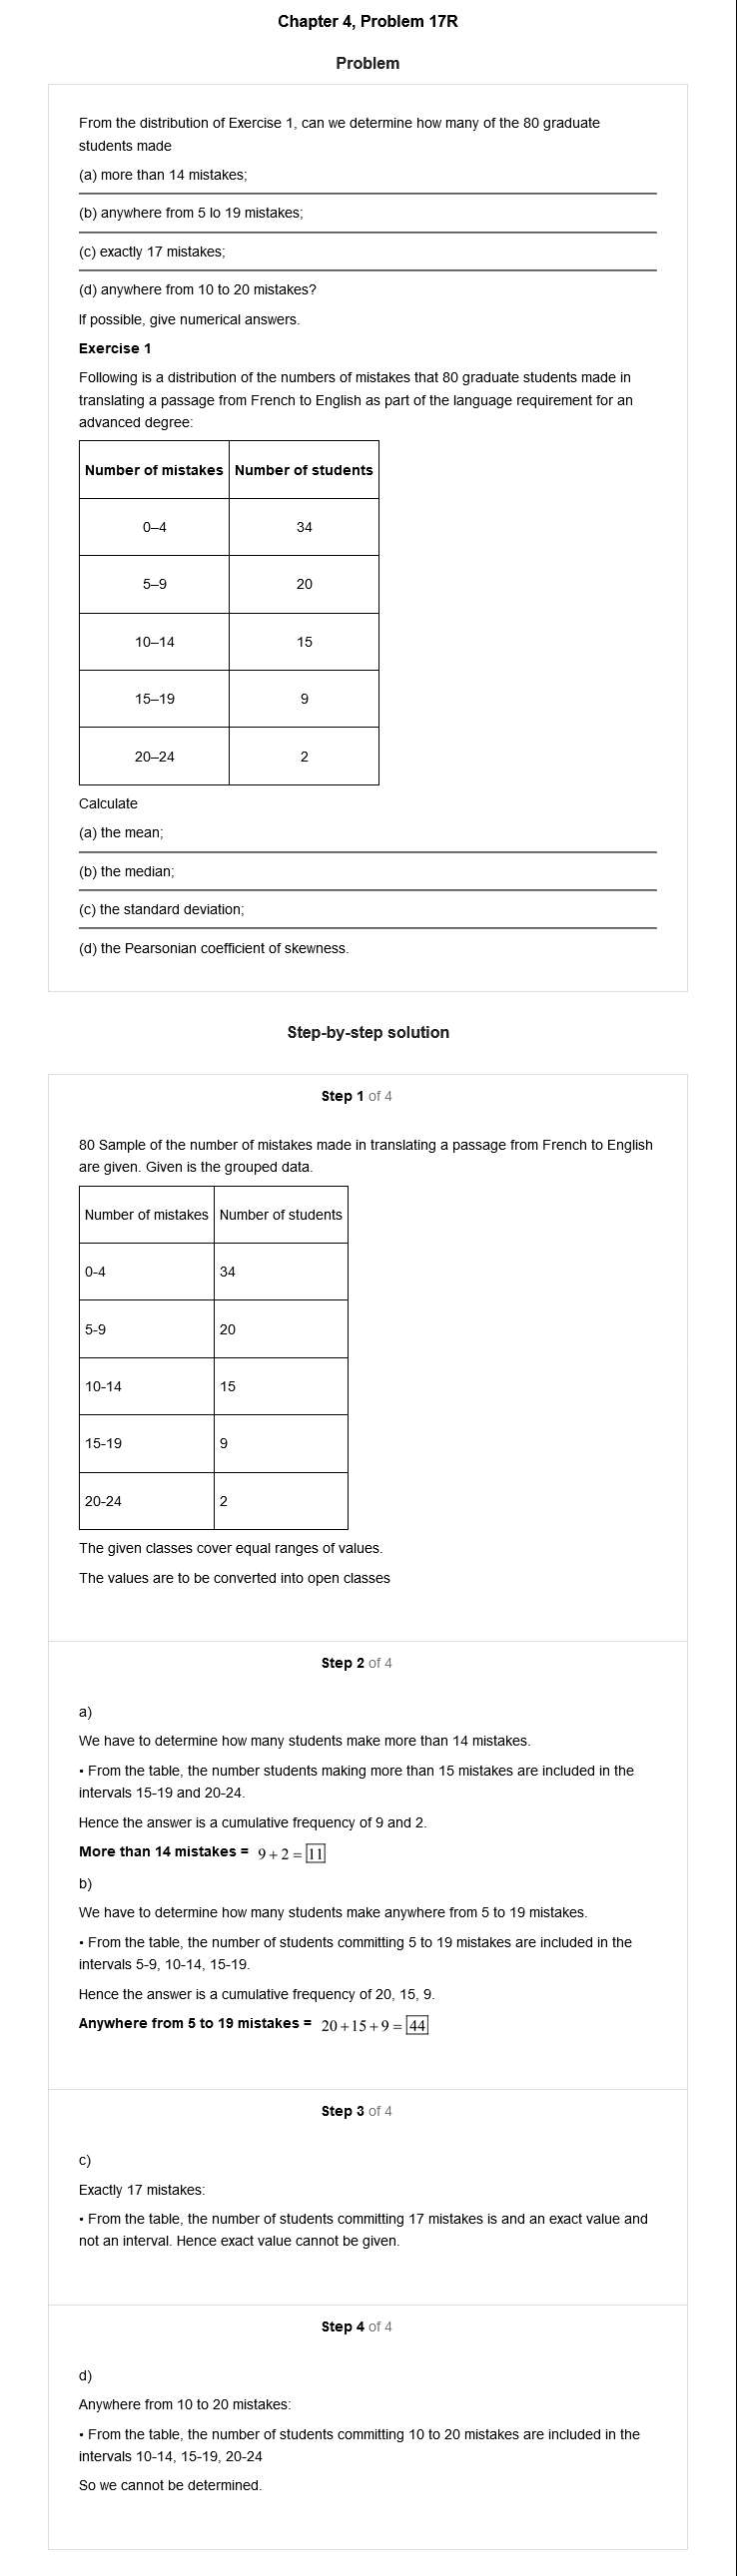 Chapter 4, Problem 17R
Problem
From the distribution of Exercise 1, can we determine how many of the 80 graduate
students made
(a) more than 14 mistakes;
(b) anywhere from 5 lo 19 mistakes;
(c) exactly 17 mistakes;
(d) anywhere from 10 to 20 mistakes?
If possible, give numerical answers.
Exercise 1
Following is a distribution of the numbers of mistakes that 80 graduate students made in
translating a passage from French to English as part of the language requirement for an
advanced degree:
Number of mistakes Number of students
0–4 34
5–9 20
10–14 15
15–19 9
20–24 2
Calculate
(a) the mean;
(b) the median;
(c) the standard deviation;
(d) the Pearsonian coefficient of skewness.
Step-by-step solution
Step 1 of 4
80 Sample of the number of mistakes made in translating a passage from French to English
are given. Given is the grouped data.
Number of mistakes Number of students
0-4 34
5-9 20
10-14 15
15-19 9
20-24 2
The given classes cover equal ranges of values.
The values are to be converted into open classes
Step 2 of 4
a)
We have to determine how many students make more than 14 mistakes.
• From the table, the number students making more than 15 mistakes are included in the
intervals 15-19 and 20-24.
Hence the answer is a cumulative frequency of 9 and 2.
More than 14 mistakes = 9+2=11
b)
We have to determine how many students make anywhere from 5 to 19 mistakes.
• From the table, the number of students committing 5 to 19 mistakes are included in the
intervals 5-9, 10-14, 15-19.
Hence the answer is a cumulative frequency of 20, 15, 9.
Anywhere from 5 to 19 mistakes = 20+15+9=44
Step 3 of 4
c)
Exactly 17 mistakes:
• From the table, the number of students committing 17 mistakes is and an exact value and
not an interval. Hence exact value cannot be given.
Step 4 of 4
d)
Anywhere from 10 to 20 mistakes:
• From the table, the number of students committing 10 to 20 mistakes are included in the
intervals 10-14, 15-19, 20-24
So we cannot be determined.